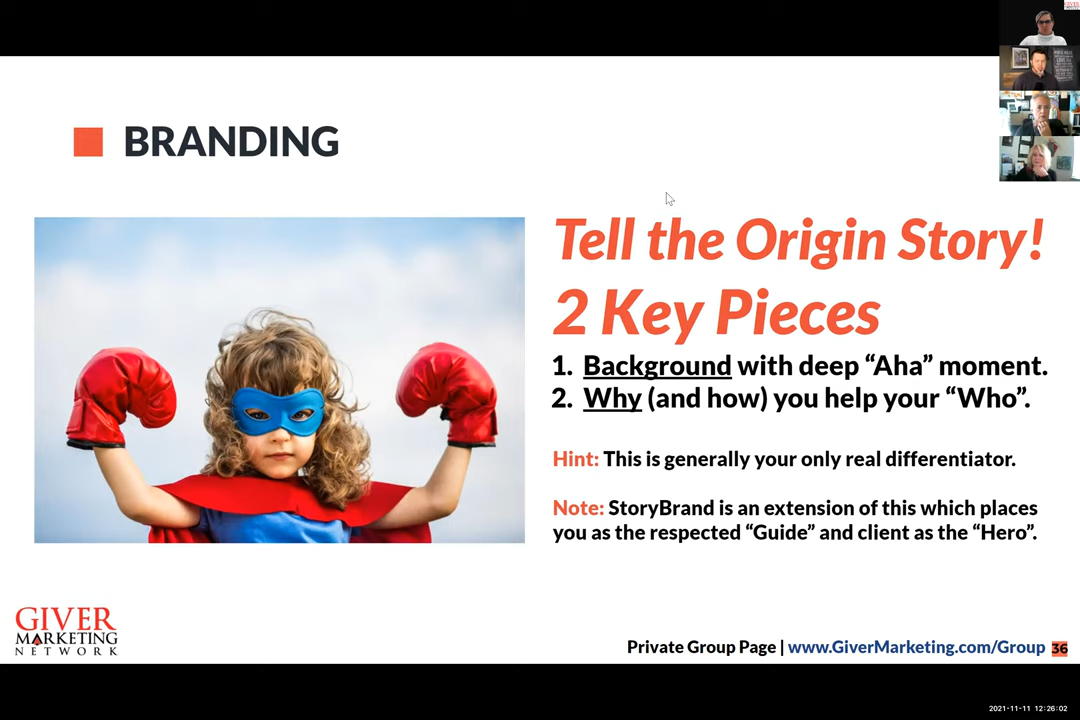 GIVER
BRANDING
Tell the Origin Story!
2 Key Pieces
1. Background with deep “Aha” moment.
2. Why (and how) you help your “Who”.
Hint: This is generally your only real differentiator.
Note: StoryBrand is an extension of this which places
you as the respected “Guide” and client as the “Hero”.
GIVER
MARKETING
NETWORK
Private Group Page | www.GiverMarketing.com/Group 36
2021-11-11 12:26:02